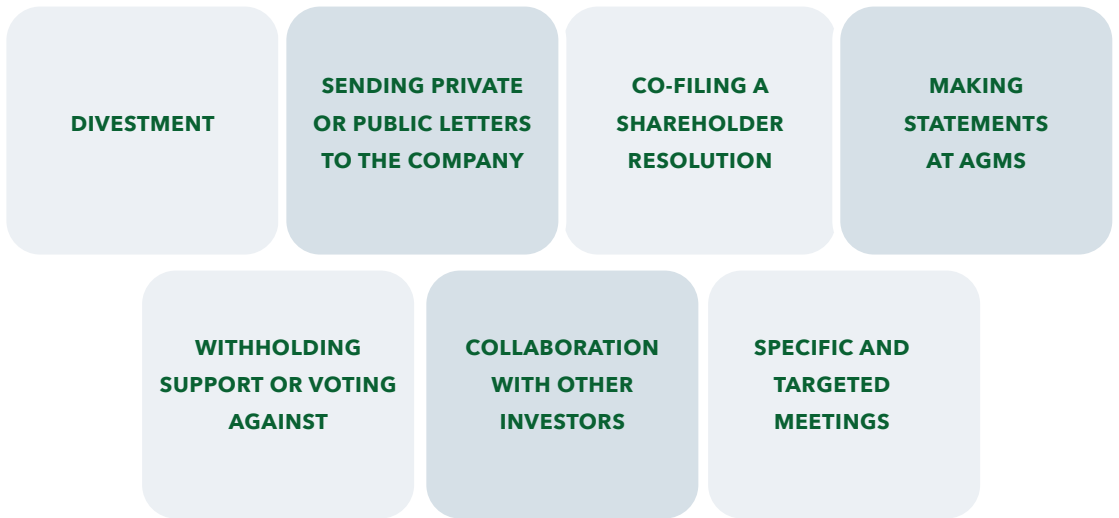 DIVESTMENT
SENDING PRIVATE
OR PUBLIC LETTERS
TO THE COMPANY
CO-FILING A
SHAREHOLDER
RESOLUTION
MAKING
STATEMENTS
AT AGMS
WITHHOLDING
SUPPORT OR VOTING
AGAINST
COLLABORATION
WITH OTHER
INVESTORS
SPECIFIC AND
TARGETED
MEETINGS